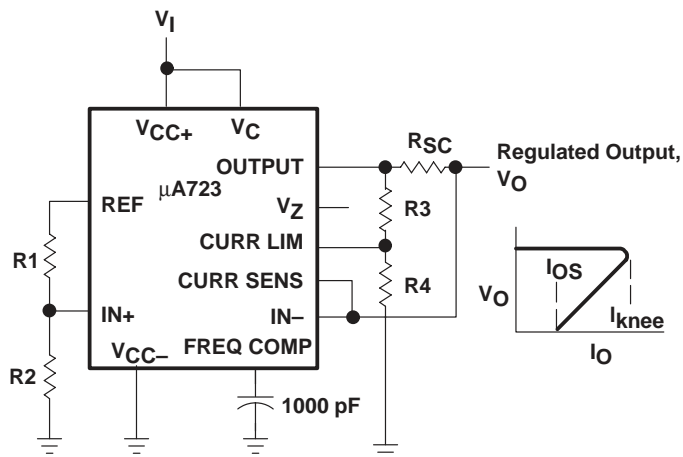 VI
VCC+
VC
OUTPUT
RSC
Regulated Output,
VO
μA723
REF
VZ
R3
R1
CURR LIM
CURR SENS
R4
IOS
VO
IN+
IN–
Iknee
IO
VCC–
FREQ COMP
R2
1000 pF